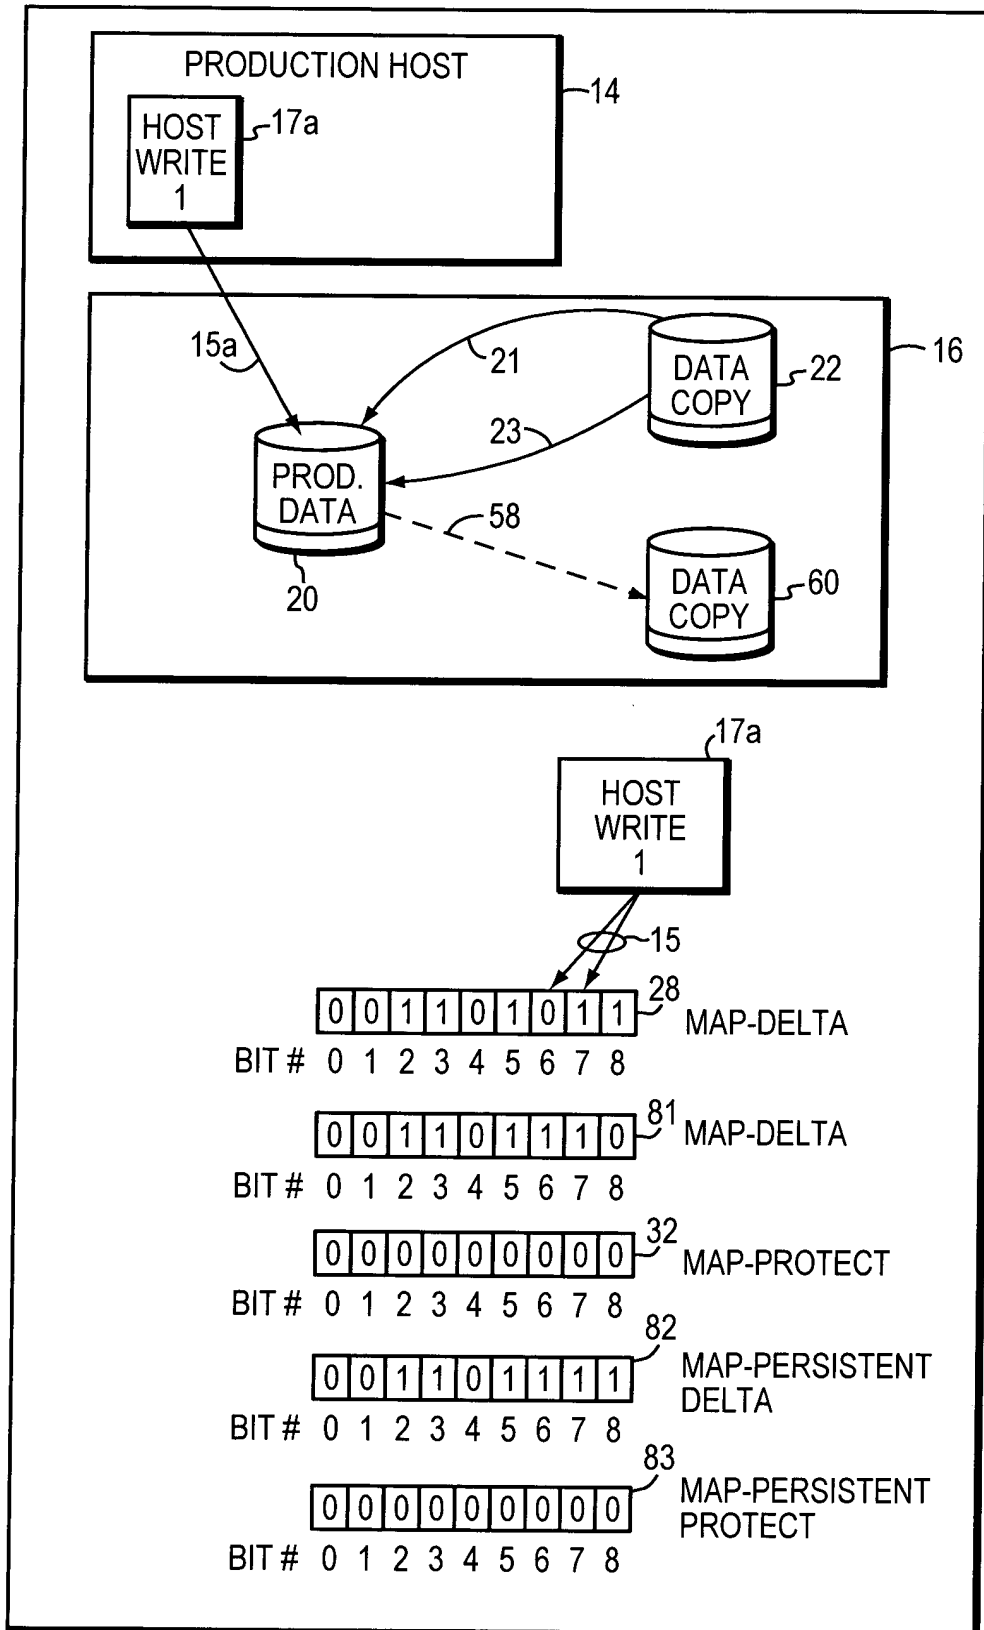 PRODUCTION HOST
14
HOST
WRITE
1
17a
15a
21
23
DATA
COPY
22
16
PROD.
DATA
20
58
DATA
COPY
60
17a
HOST
WRITE
1
15
0 0 1 1 0 1 0 1 1 28 MAP-DELTA
BIT # 0 1 2 3 4 5 6 7 8
0 0 1 1 0 1 1 1 0 81 MAP-DELTA
BIT # 0 1 2 3 4 5 6 7 8
0 0 0 0 0 0 0 0 0 32 MAP-PROTECT
BIT # 0 1 2 3 4 5 6 7 8
0 0 1 1 0 1 1 1 1 82 MAP-PERSISTENT
DELTA
BIT # 0 1 2 3 4 5 6 7 8
0 0 0 0 0 0 0 0 0 83 MAP-PERSISTENT
PROTECT
BIT # 0 1 2 3 4 5 6 7 8